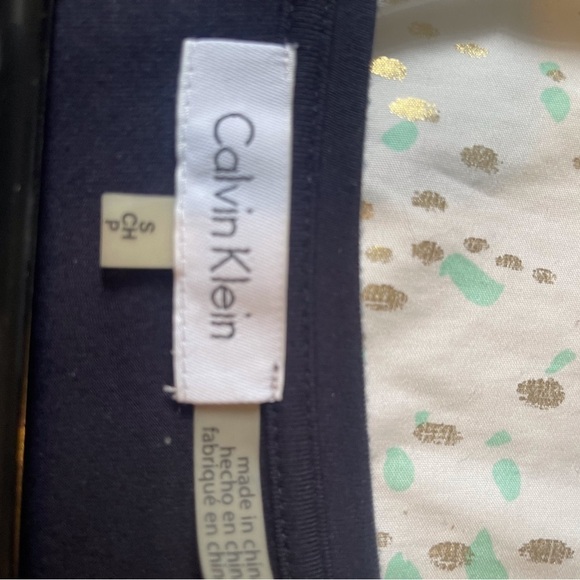 Calvin Klein
S
CH
P
made in chin
hecho en chin
fabriqué en chin